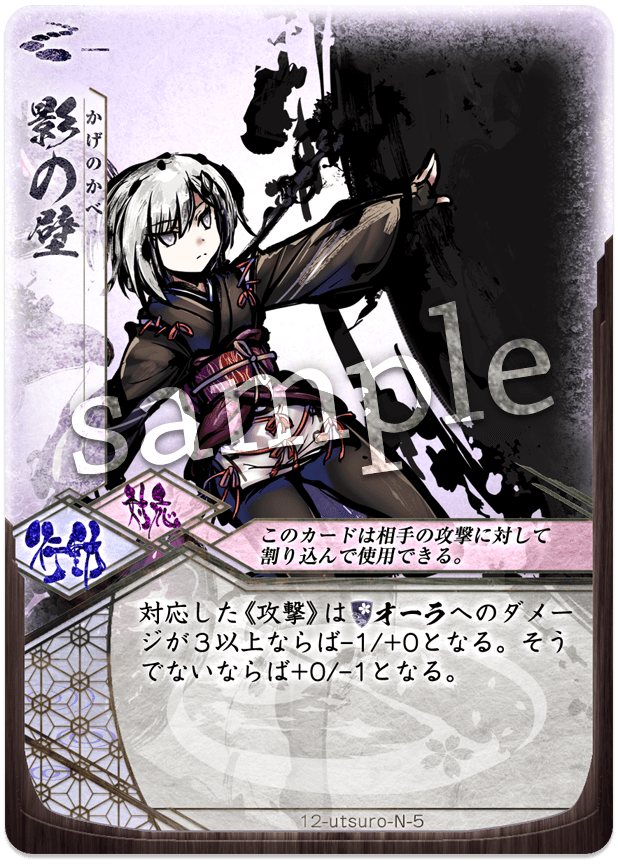 影の壁
かげのかべ
sample
対応
行動
このカードは相手の攻撃に対して
割り込んで使用できる。
対応した《攻撃》はオーラへのダメー
ジが3以上ならば-1/+0となる。そう
でないならば+0/-1となる。
12-utsuro-N-5